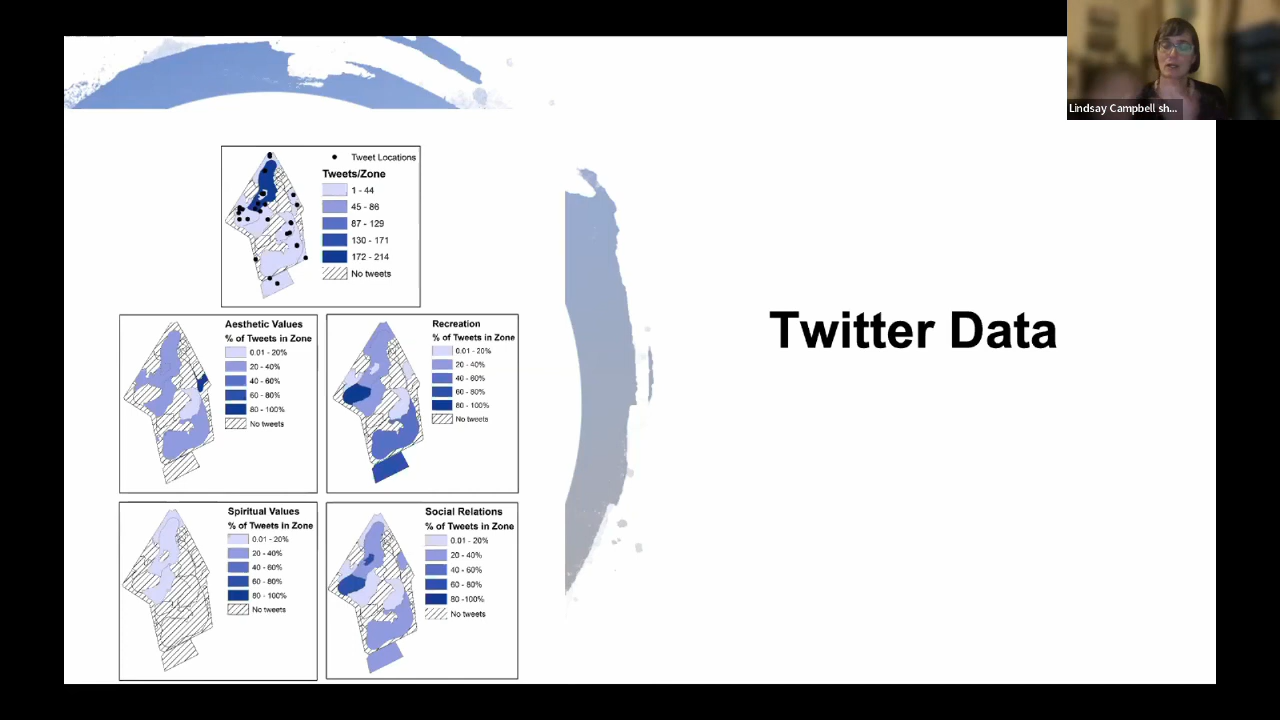 Lindsay Campbell sh...
Tweet Locations
Tweets/Zone
1 - 44
45 - 86
87 - 129
130 - 171
172 - 214
No tweets
Aesthetic Values
% of Tweets in Zone
0.01 - 20%
20 - 40%
40 - 60%
60 - 80%
80 - 100%
No tweets
Recreation
% of Tweets in Zone
0.01 - 20%
20 - 40%
40 - 60%
60 - 80%
80 - 100%
No tweets
Twitter Data
Spiritual Values
% of Tweets in Zone
0.01 - 20%
20 - 40%
40 - 60%
60 - 80%
80 - 100%
No tweets
Social Relations
% of Tweets in Zone
0.01 - 20%
20 - 40%
40 - 60%
60 - 80%
80 -100%
No tweets